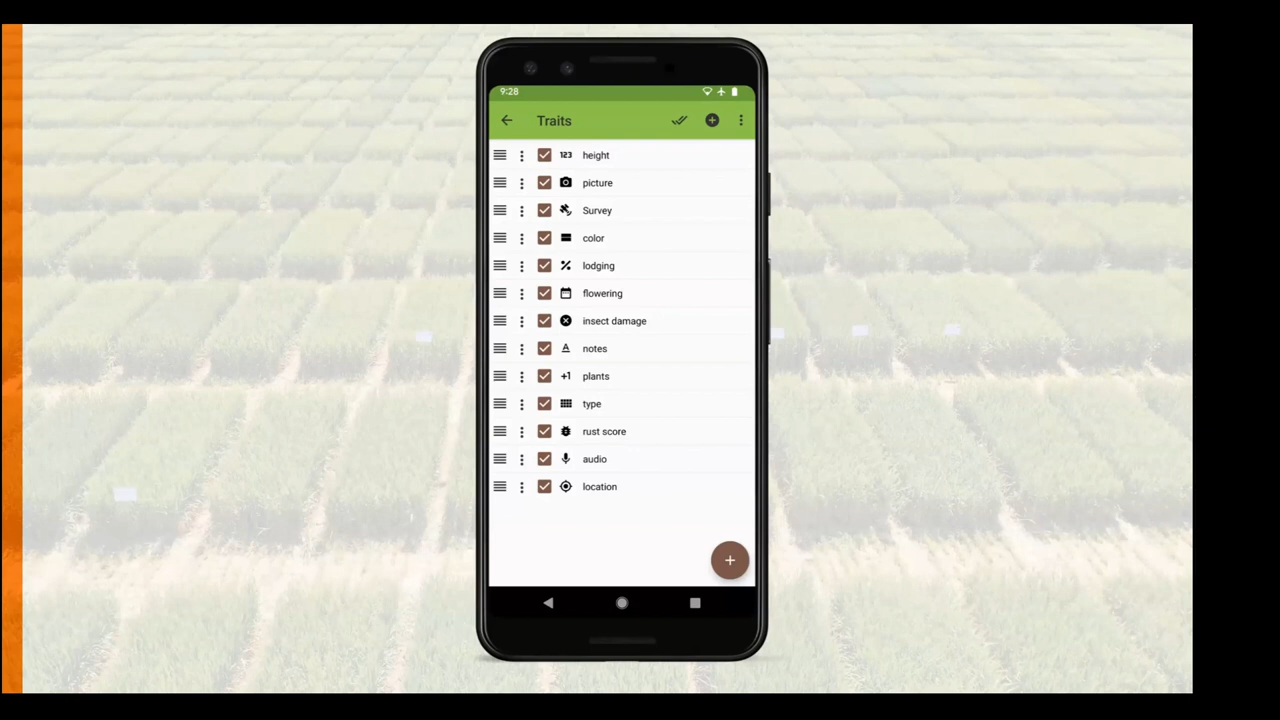 9:28
Traits
123 height
picture
Survey
color
lodging
flowering
insect damage
A notes
+1 plants
type
rust score
audio
location